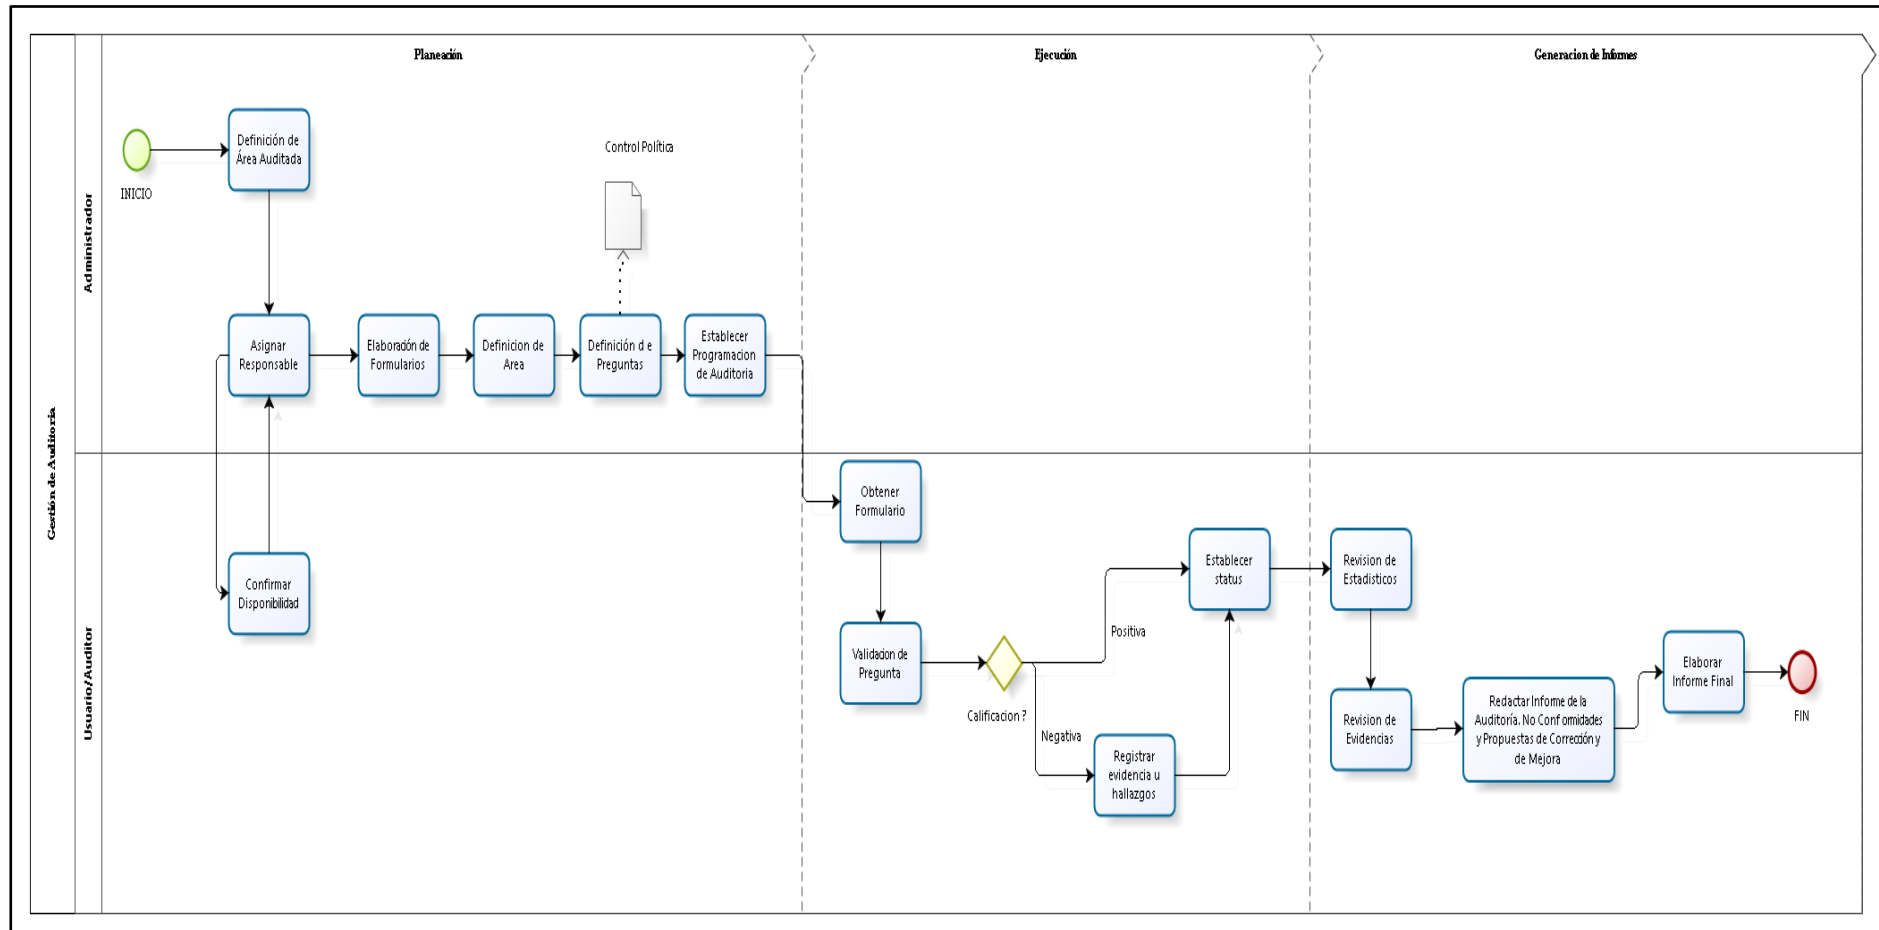 Gestión de Auditoria
Administrador
Usuario/Auditor
Planeación
Ejecución
Generacion de Informes
INICIO
Definición de
Área Auditada
Control Política
Asignar
Responsable
Elaboración de
Formularios
Definicion de
Area
Definición d e
Preguntas
Establecer
Programacion
de Auditoria
Confirmar
Disponibilidad
Obtener
Formulario
Validacion de
Pregunta
Calificacion ?
Positiva
Negativa
Registrar
evidencia u
hallazgos
Establecer
status
Revision de
Estadisticos
Revision de
Evidencias
Redactar Informe de la
Auditoría. No Conformidades
y Propuestas de Corrección y
de Mejora
Elaborar
Informe Final
FIN